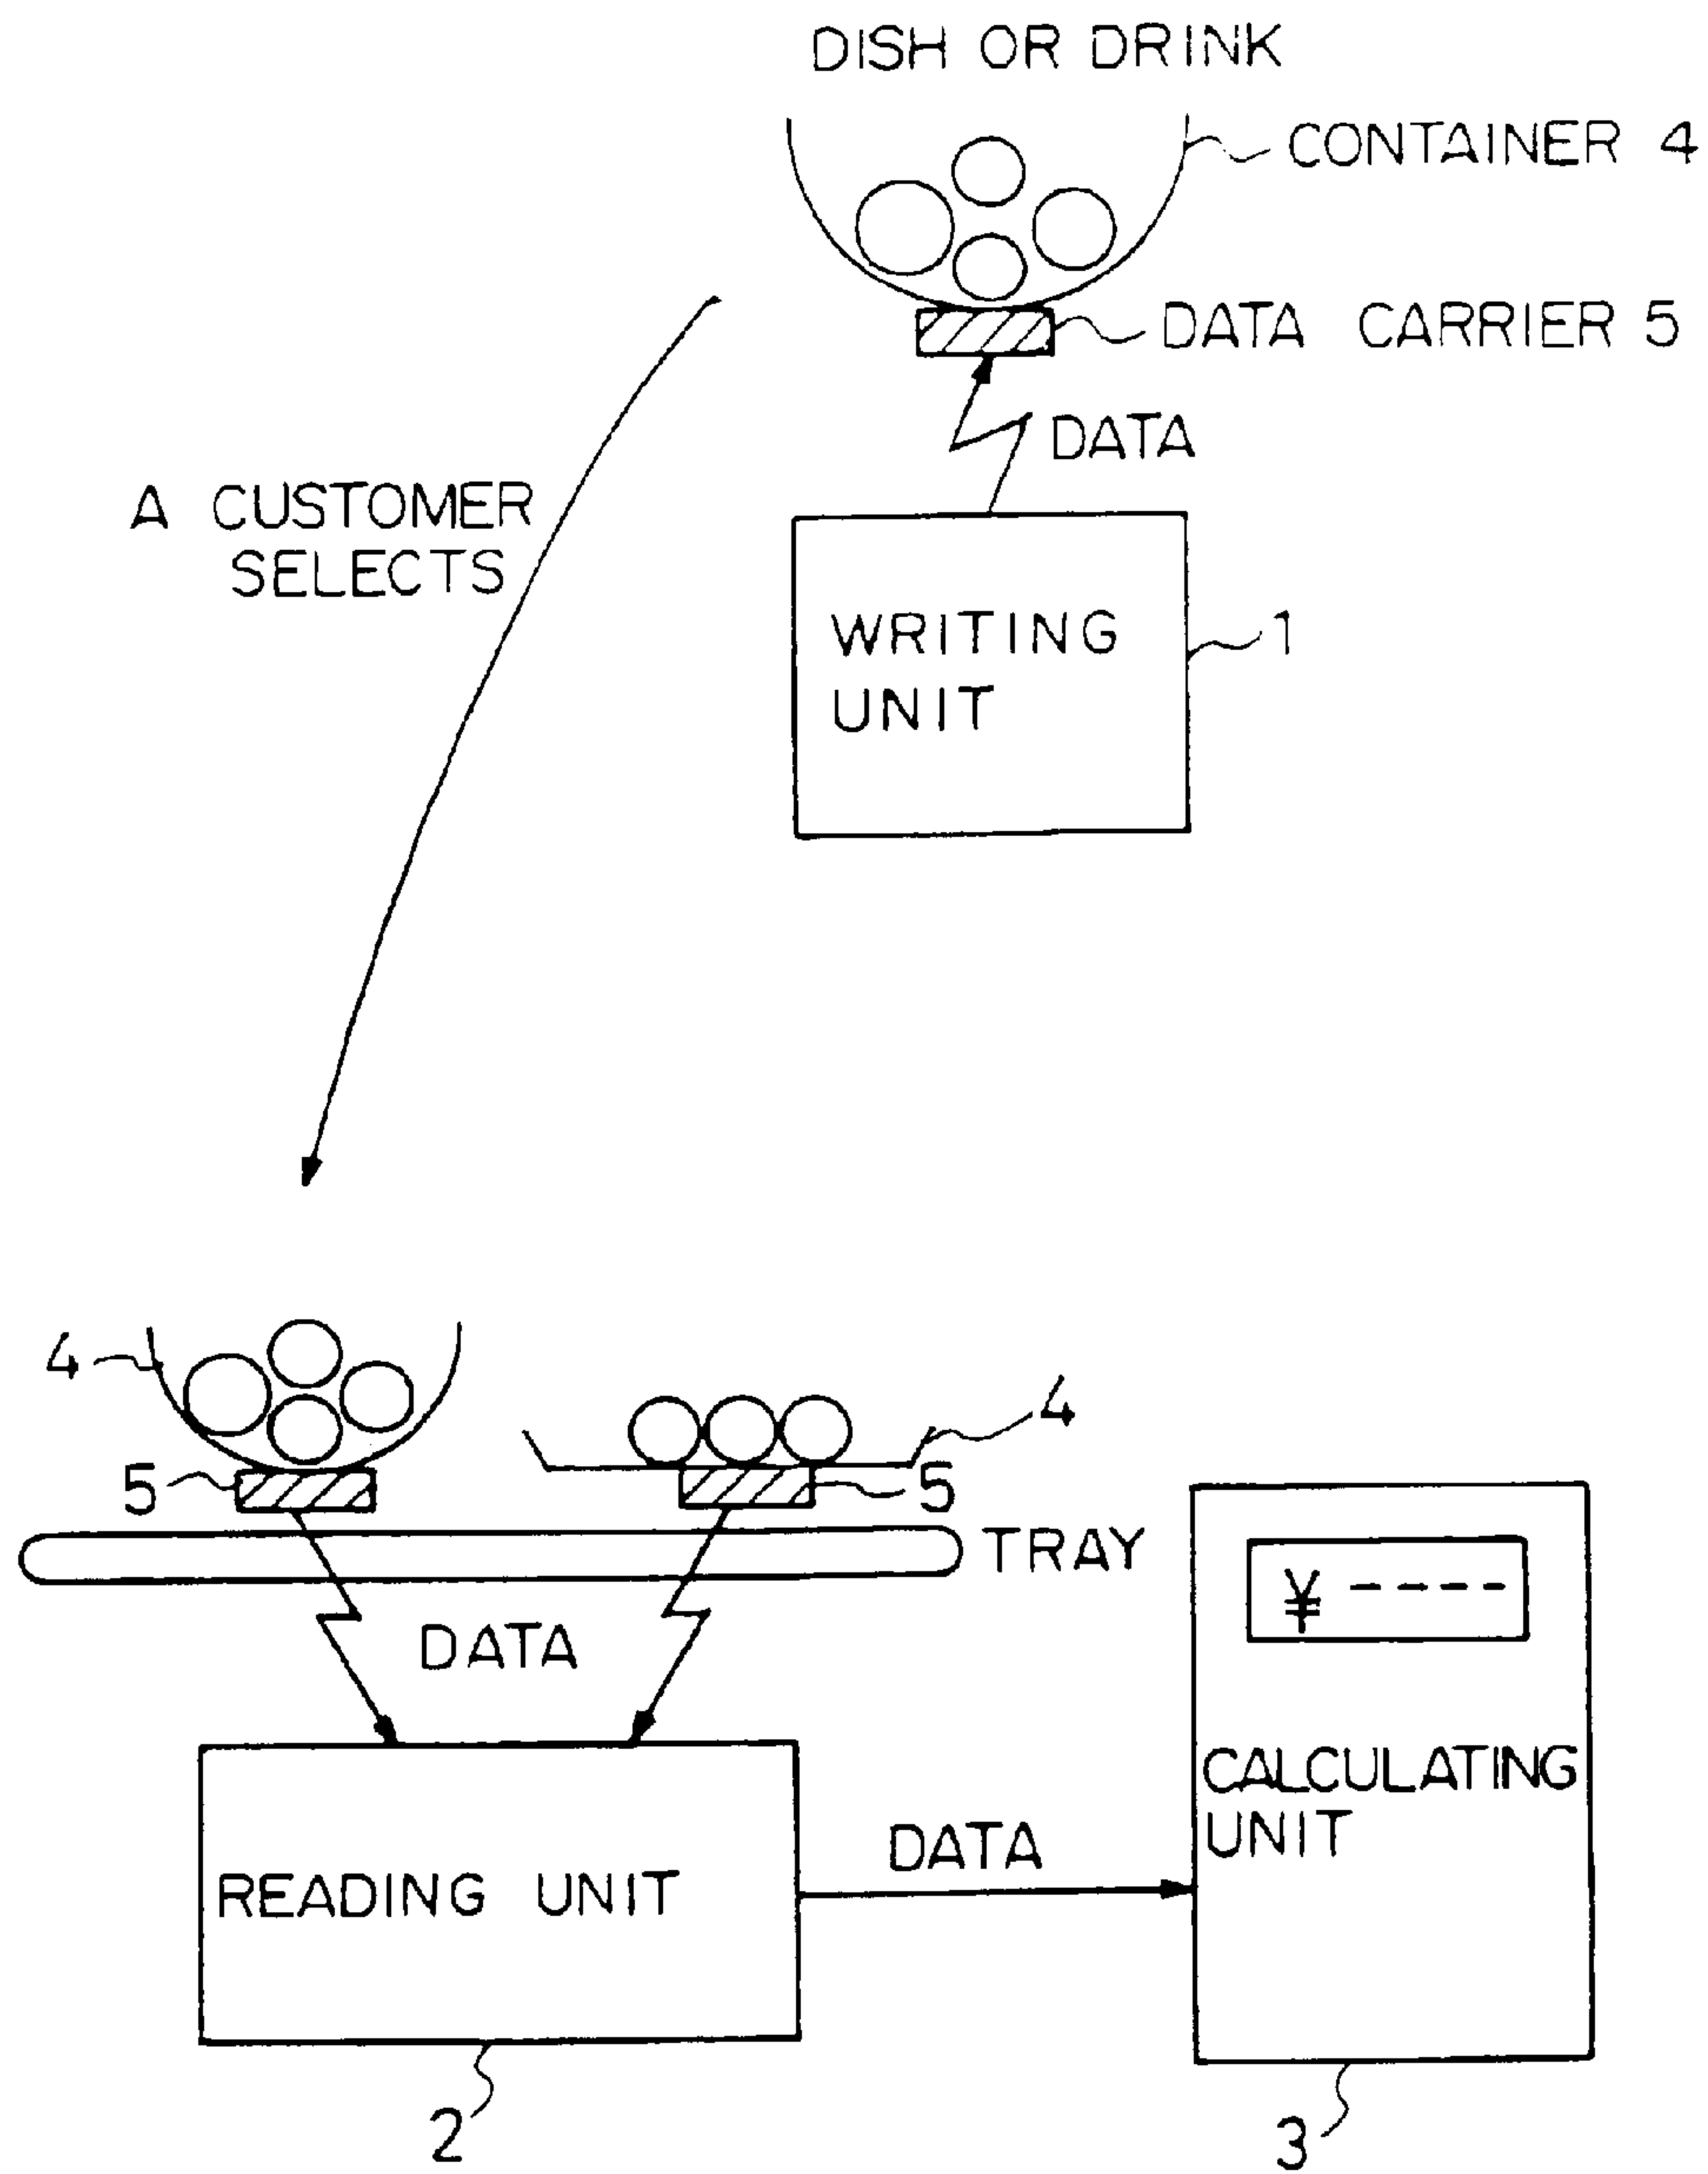 DISH OR DRINK
CONTAINER 4
DATA CARRIER 5
DATA
A CUSTOMER
SELECTS
WRITING
UNIT
1
4
4
5
5
TRAY
¥ ----
DATA
CALCULATING
UNIT
DATA
READING UNIT
2
3